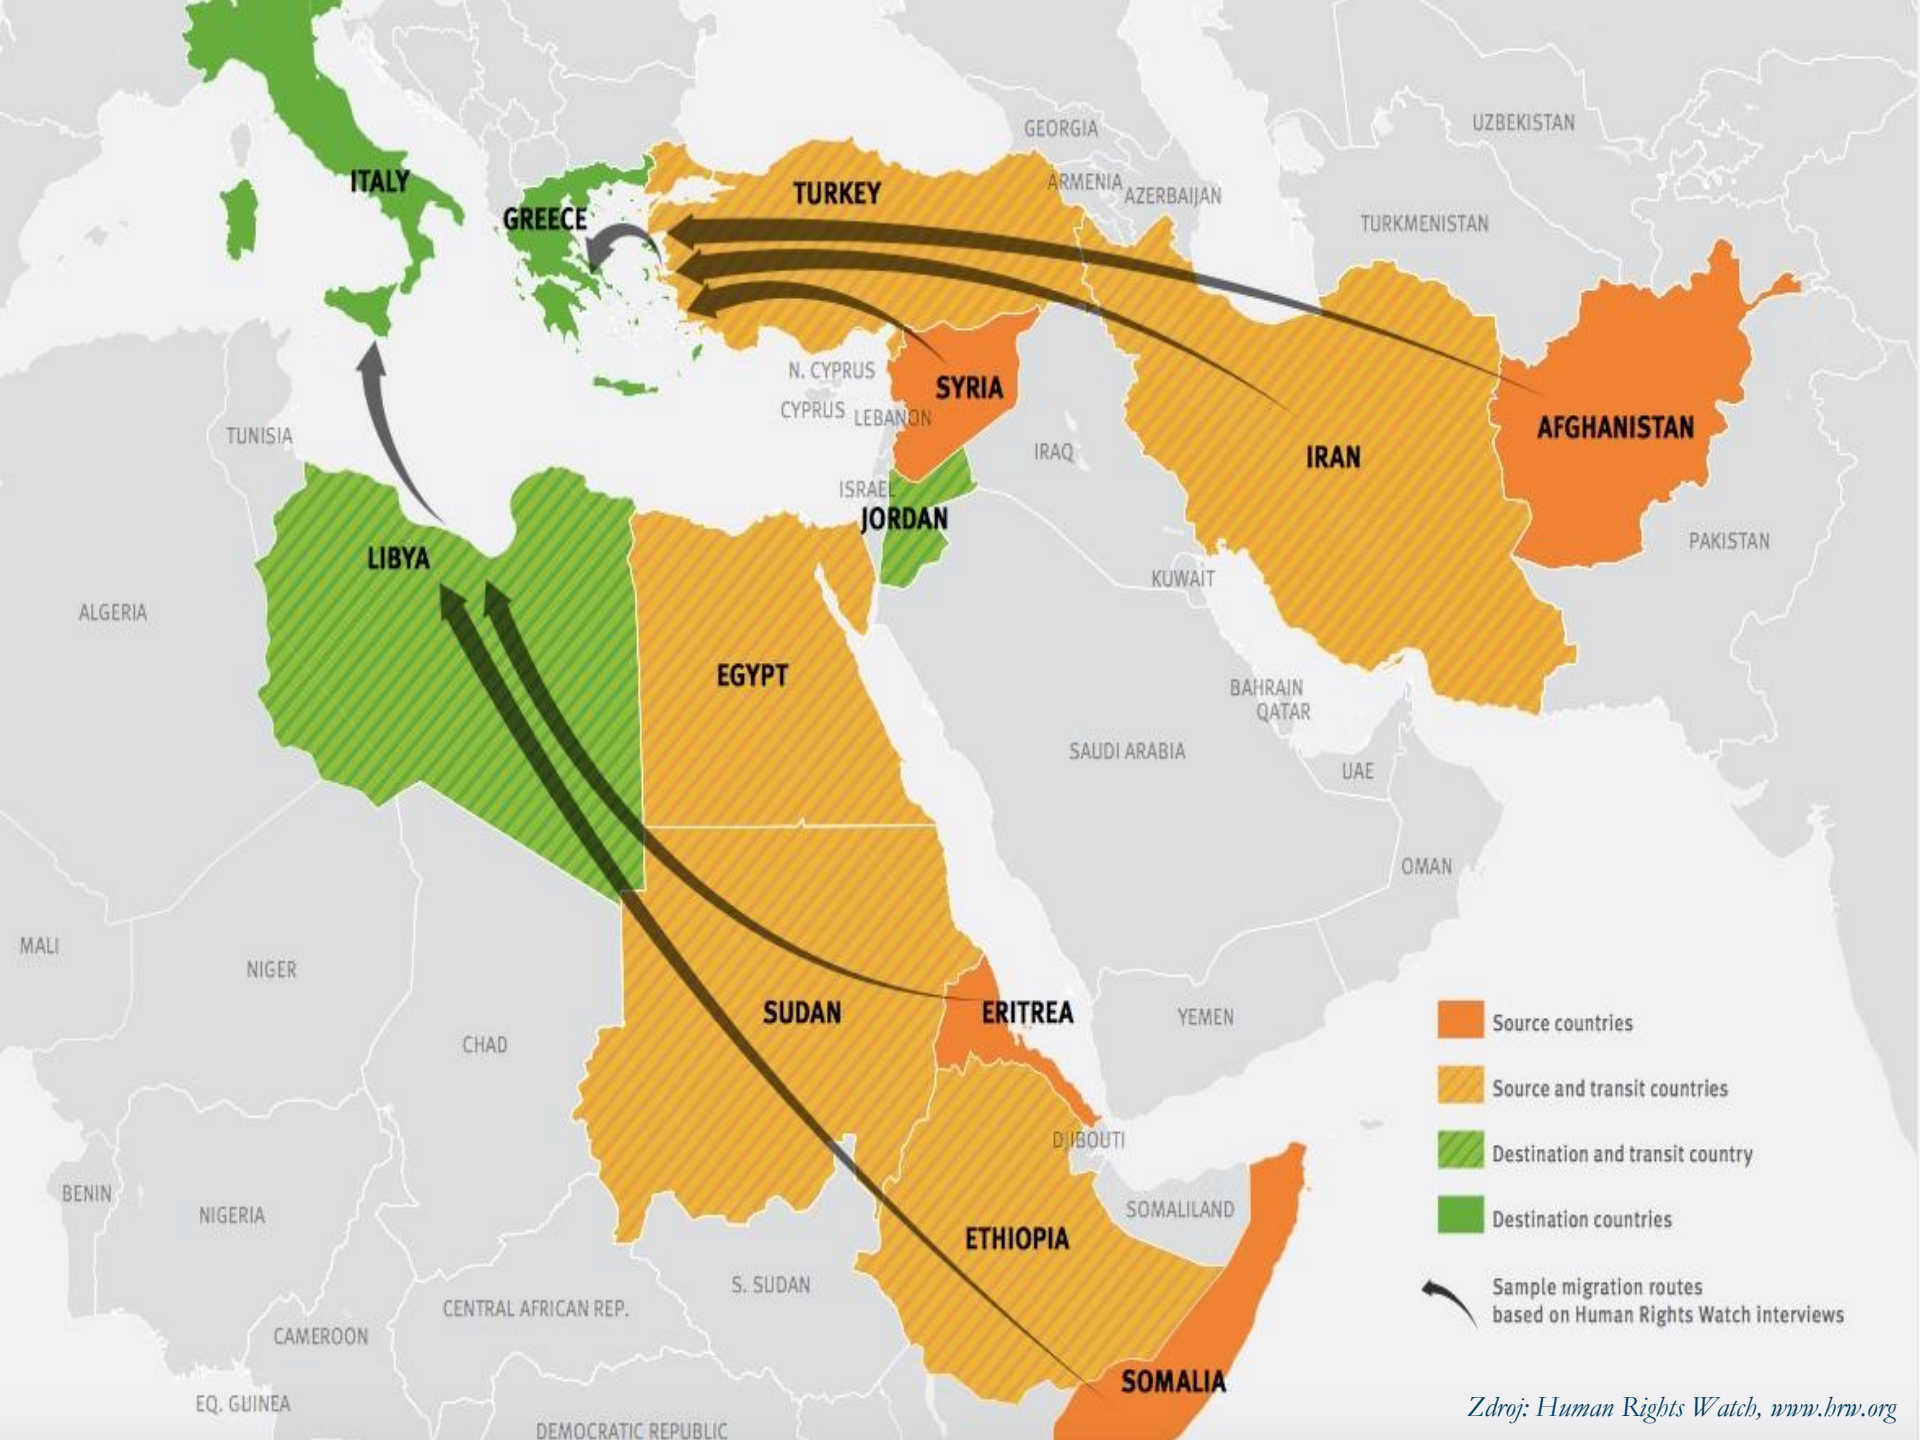 GEORGIA
UZBEKISTAN
ITALY
TURKEY
ARMENIA
AZERBAIJAN
GREECE
TURKMENISTAN
N. CYPRUS
SYRIA
CYPRUS
LEBANON
AFGHANISTAN
TUNISIA
IRAQ
IRAN
ISRAEL
JORDAN
LIBYA
PAKISTAN
KUWAIT
ALGERIA
EGYPT
BAHRAIN
QATAR
SAUDI ARABIA
UAE
OMAN
MALI
NIGER
SUDAN
ERITREA
YEMEN
CHAD
DJIBOUTI
BENIN
NIGERIA
SOMALILAND
ETHIOPIA
S. SUDAN
CENTRAL AFRICAN REP.
CAMEROON
SOMALIA
EQ. GUINEA
DEMOCRATIC REPUBLIC
Source countries
Source and transit countries
Destination and transit country
Destination countries
Sample migration routes
based on Human Rights Watch interviews
Zdroj: Human Rights Watch, www.hrw.org